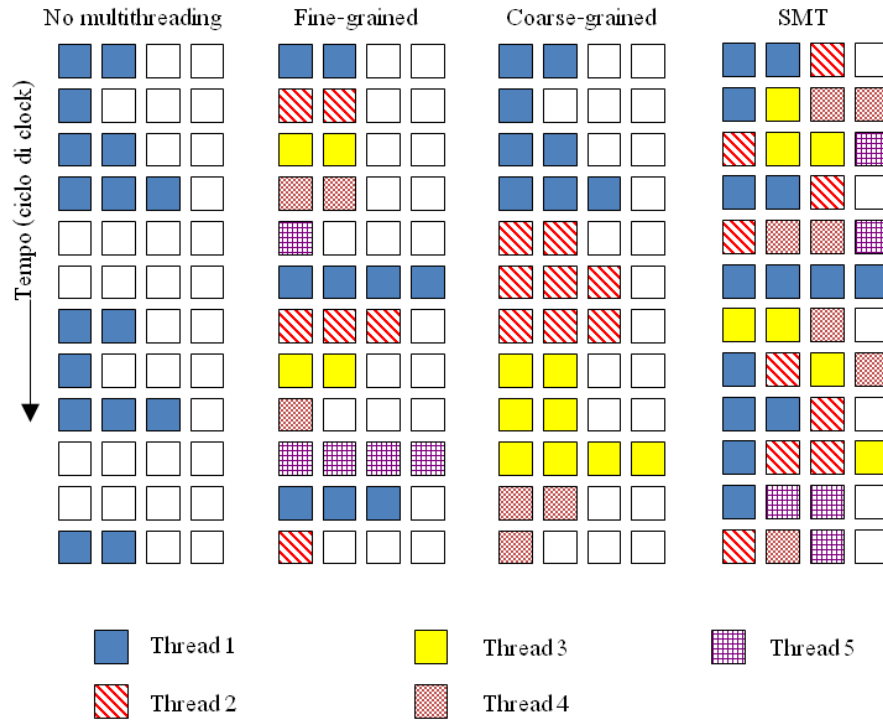 No multithreading
Fine-grained
Coarse-grained
SMT
Tempo (ciclo di clock)
Thread 1
Thread 3
Thread 5
Thread 2
Thread 4